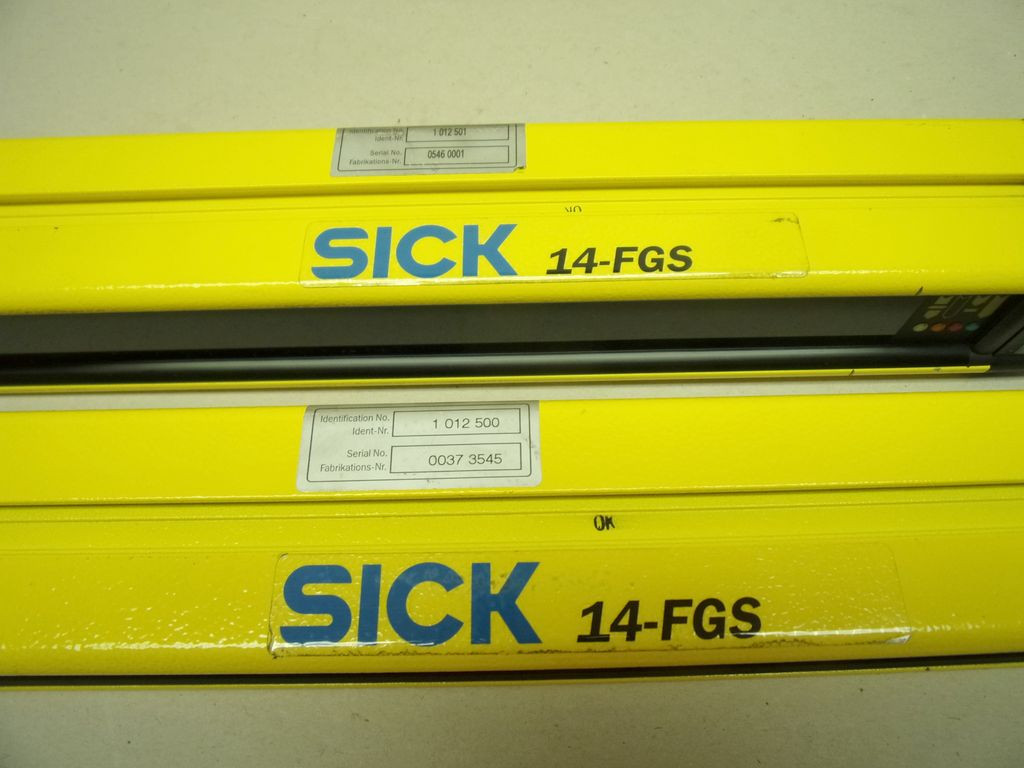 Identification No.
Ident-Nr. 1 012 501
Serial No.
Fabrikations-Nr. 0546 0001
SICK 14-FGS
Identification No.
Ident-Nr. 1 012 500
Serial No.
Fabrikations-Nr. 0037 3545
OK
SICK 14-FGS